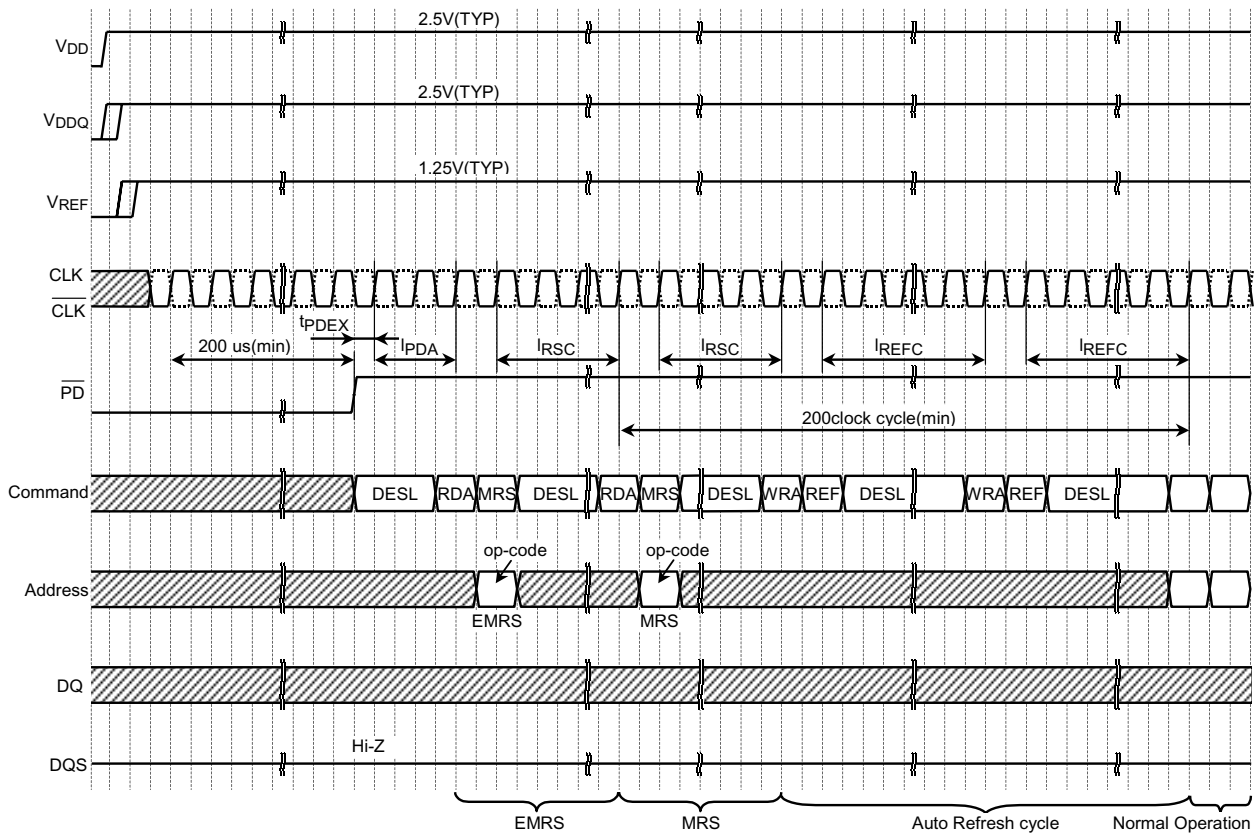 2.5V(TYP)
VDD
2.5V(TYP)
VDDQ
1.25V(TYP)
VREF
CLK
CLK
tPDEX
200 us(min)
lPDA
lRSC
lRSC
lREFC
lREFC
PD
200clock cycle(min)
Command
DESL RDA MRS DESL RDA MRS DESL WRA REF DESL WRA REF DESL
op-code op-code
Address
EMRS MRS
DQ
Hi-Z
DQS
EMRS MRS Auto Refresh cycle Normal Operation